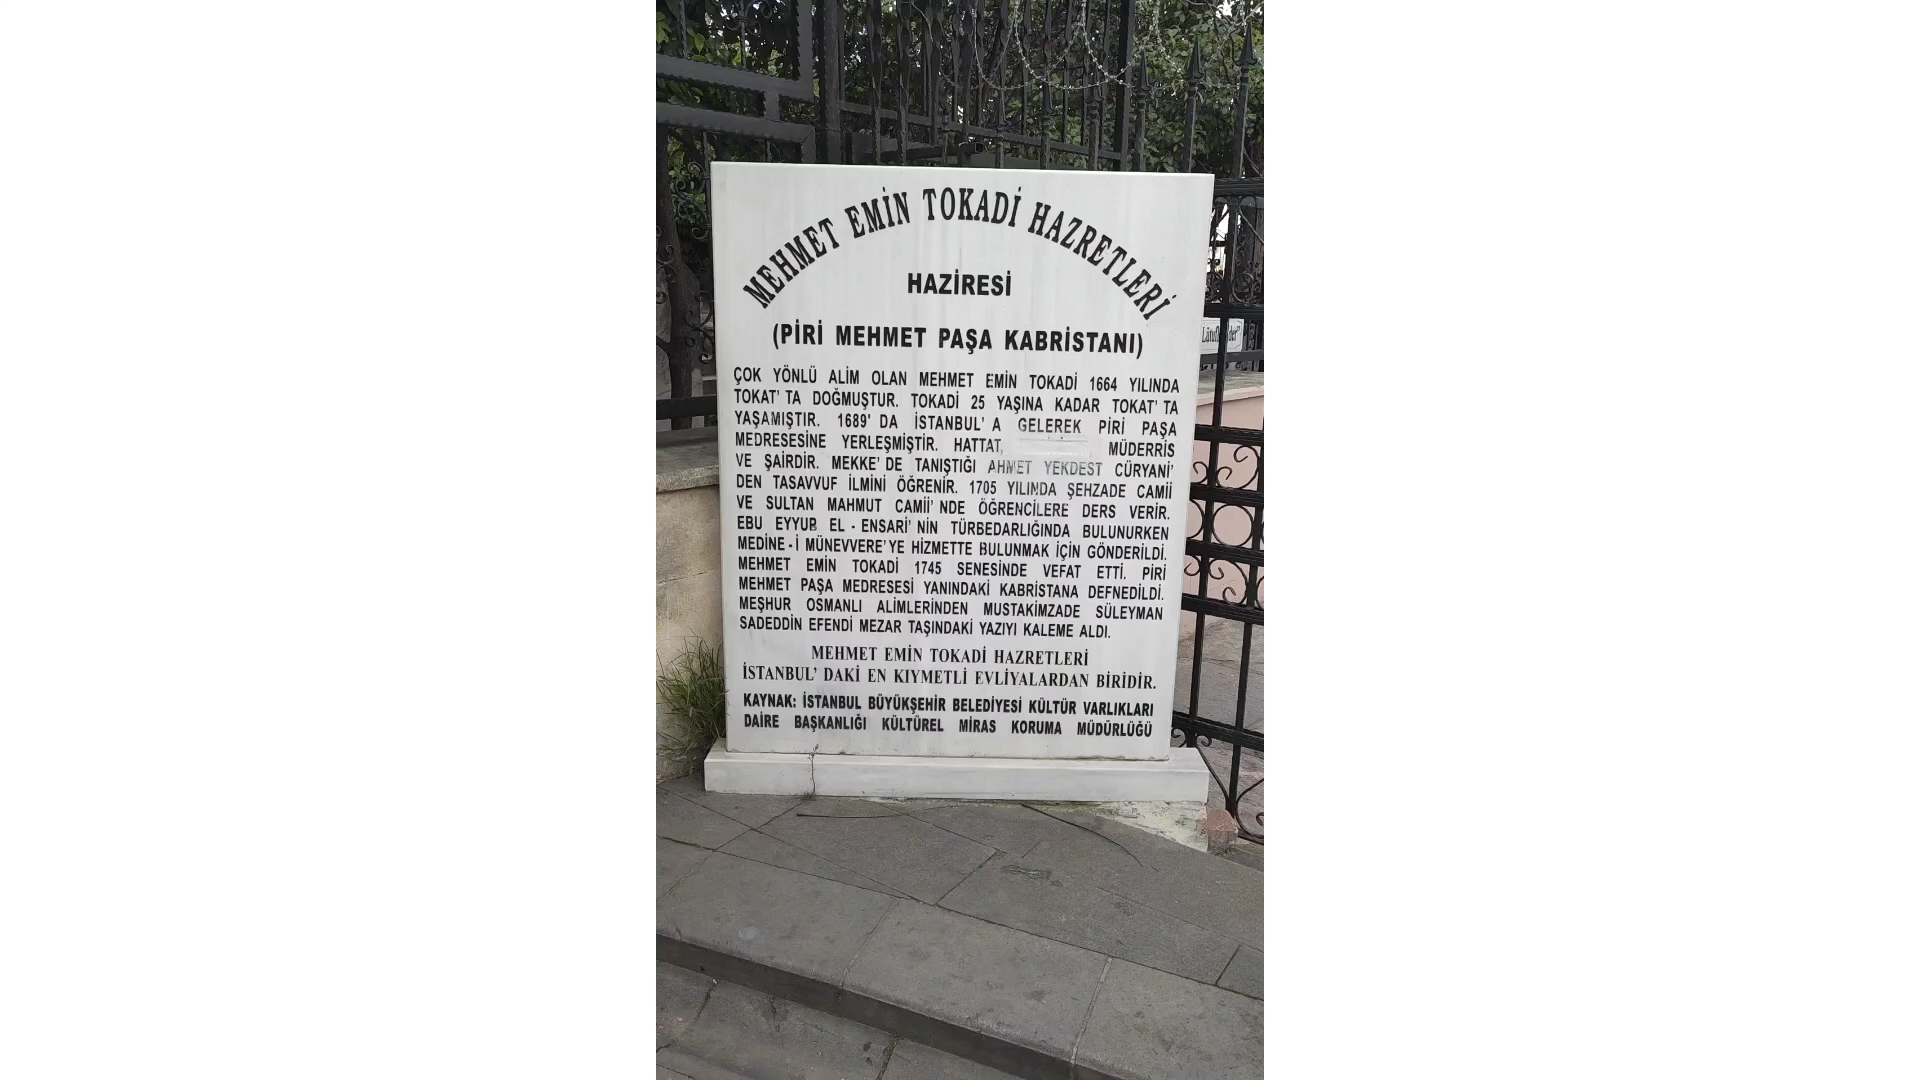 MEHMET EMİN TOKADİ HAZRETLERİ
HAZİRESİ
(PİRİ MEHMET PAŞA KABRİSTANI)
ÇOK YÖNLÜ ALİM OLAN MEHMET EMİN TOKADİ 1664 YILINDA
TOKAT' TA DOĞMUŞTUR. TOKADİ 25 YAŞINA KADAR TOKAT' TA
YAŞAMIŞTIR. 1689' DA İSTANBUL' A GELEREK PİRİ PAŞA
MEDRESESİNE YERLEŞMİŞTİR. HATTAT, MÜDERRİS
VE ŞAİRDİR. MEKKE' DE TANIŞTIĞI AHMET YEKDEST CÜRYANİ'
DEN TASAVVUF İLMİNİ ÖĞRENİR. 1705 YILINDA ŞEHZADE CAMİİ
VE SULTAN MAHMUT CAMİİ' NDE ÖĞRENCİLERE DERS VERİR.
EBU EYYUB EL - ENSARİ' NİN TÜRBEDARLIĞINDA BULUNURKEN
MEDİNE - İ MÜNEVVERE' YE HİZMETTE BULUNMAK İÇİN GÖNDERİLDİ.
MEHMET EMİN TOKADİ 1745 SENESİNDE VEFAT ETTİ. PİRİ
MEHMET PAŞA MEDRESESİ YANINDAKİ KABRİSTANA DEFNEDİLDİ.
MEŞHUR OSMANLI ALİMLERİNDEN MUSTAKİMZADE SÜLEYMAN
SADEDDİN EFENDİ MEZAR TAŞINDAKİ YAZIYI KALEME ALDI.
MEHMET EMİN TOKADİ HAZRETLERİ
İSTANBUL' DAKİ EN KIYMETLİ EVLİYALARDAN BİRİDİR.
KAYNAK: İSTANBUL BÜYÜKŞEHİR BELEDİYESİ KÜLTÜR VARLIKLARI
DAİRE BAŞKANLIĞI KÜLTÜREL MİRAS KORUMA MÜDÜRLÜĞÜ